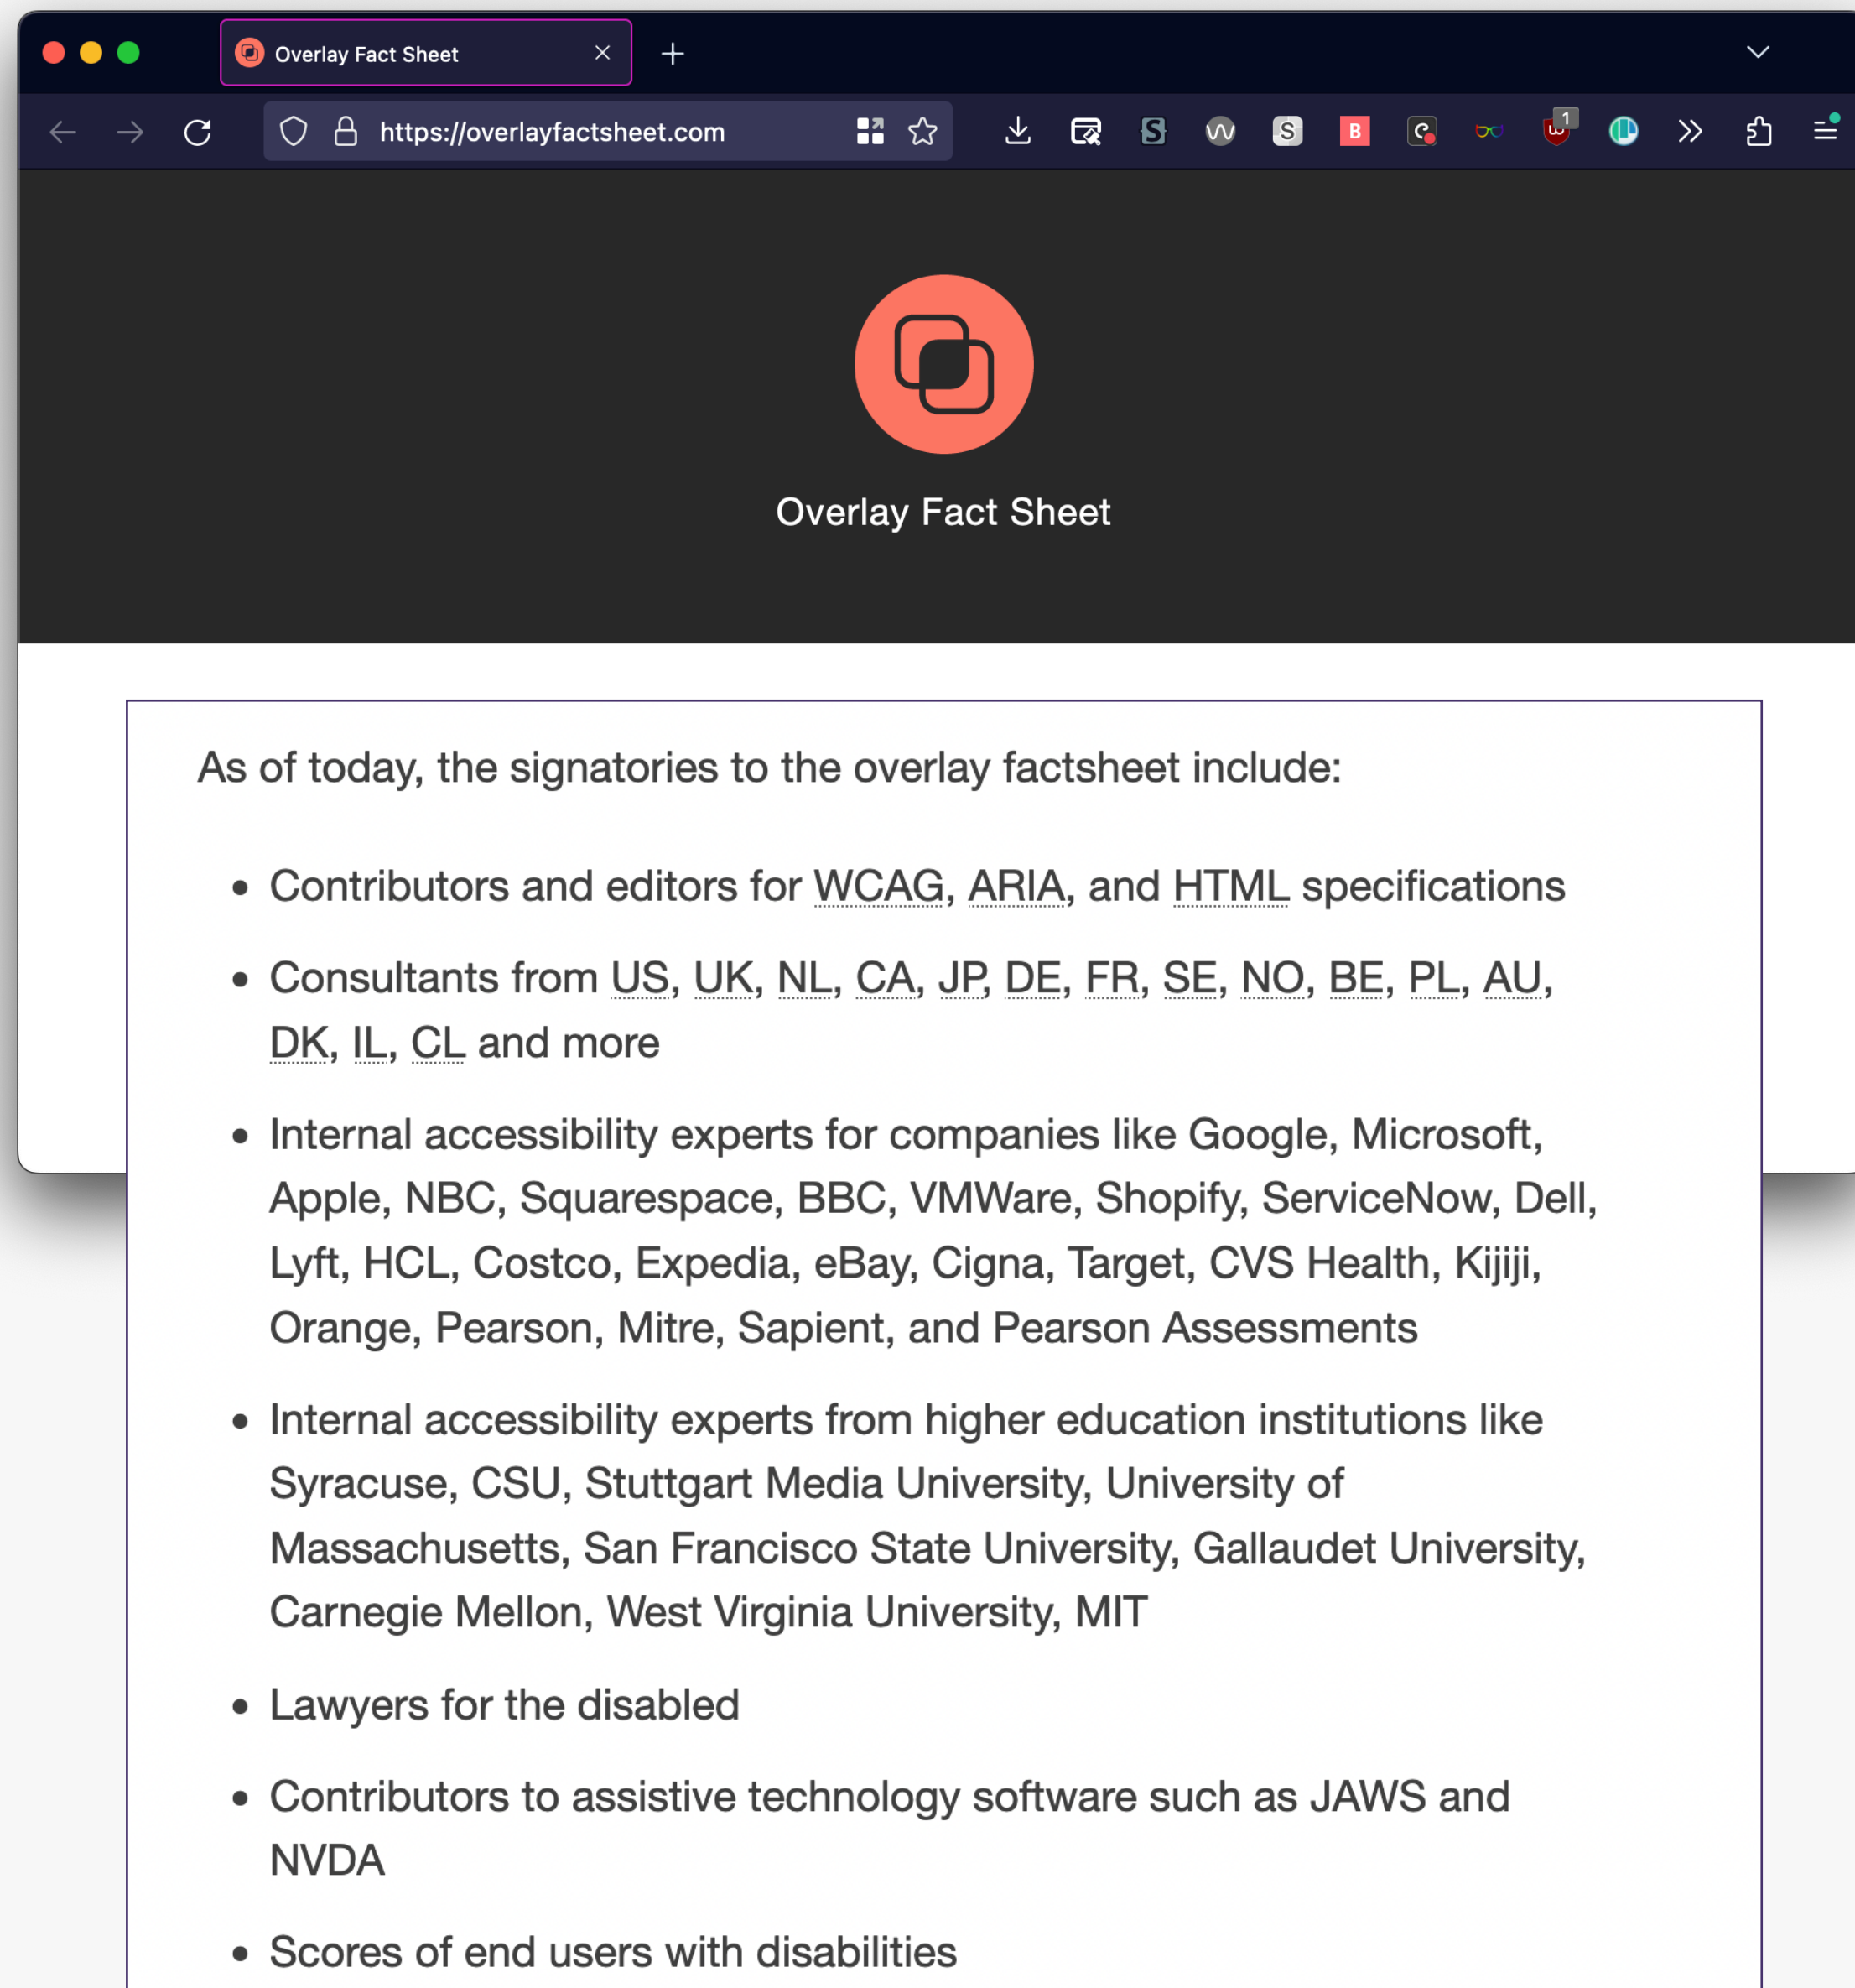 Overlay Fact Sheet
https://overlayfactsheet.com
S
S
B
1
Overlay Fact Sheet
As of today, the signatories to the overlay factsheet include:
• Contributors and editors for WCAG, ARIA, and HTML specifications
• Consultants from US, UK, NL, CA, JP, DE, FR, SE, NO, BE, PL, AU,
DK, IL, CL and more
• Internal accessibility experts for companies like Google, Microsoft,
Apple, NBC, Squarespace, BBC, VMWare, Shopify, ServiceNow, Dell,
Lyft, HCL, Costco, Expedia, eBay, Cigna, Target, CVS Health, Kijiji,
Orange, Pearson, Mitre, Sapient, and Pearson Assessments
• Internal accessibility experts from higher education institutions like
Syracuse, CSU, Stuttgart Media University, University of
Massachusetts, San Francisco State University, Gallaudet University,
Carnegie Mellon, West Virginia University, MIT
• Lawyers for the disabled
• Contributors to assistive technology software such as JAWS and
NVDA
• Scores of end users with disabilities